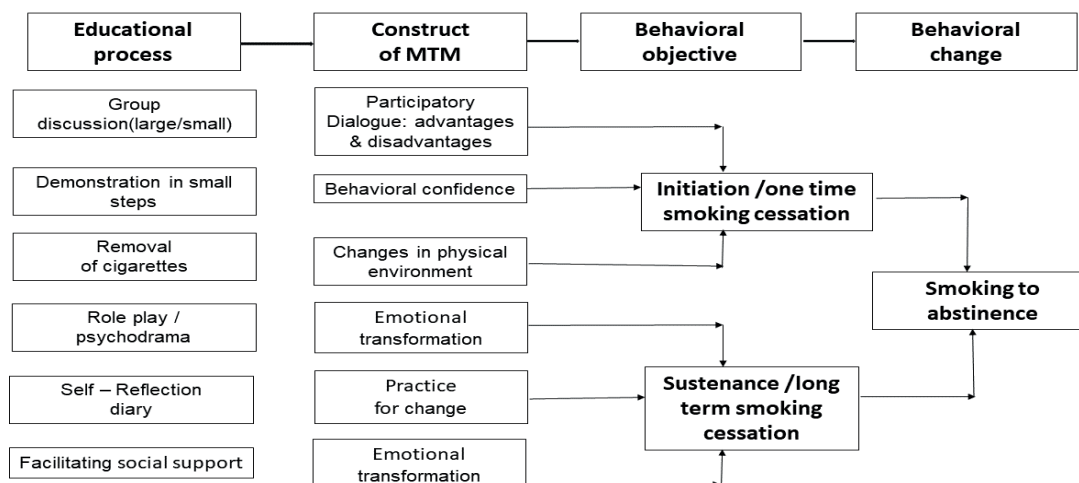 Educational
process
Construct
of MTM
Behavioral
objective
Behavioral
change
Group
discussion(large/small)
Participatory
Dialogue: advantages
& disadvantages
Demonstration in small
steps
Behavioral confidence
Initiation /one time
smoking cessation
Removal
of cigarettes
Changes in physical
environment
Smoking to
abstinence
Role play /
psychodrama
Emotional
transformation
Self – Reflection
diary
Practice
for change
Sustenance /long
term smoking
cessation
Facilitating social support
Emotional
transformation